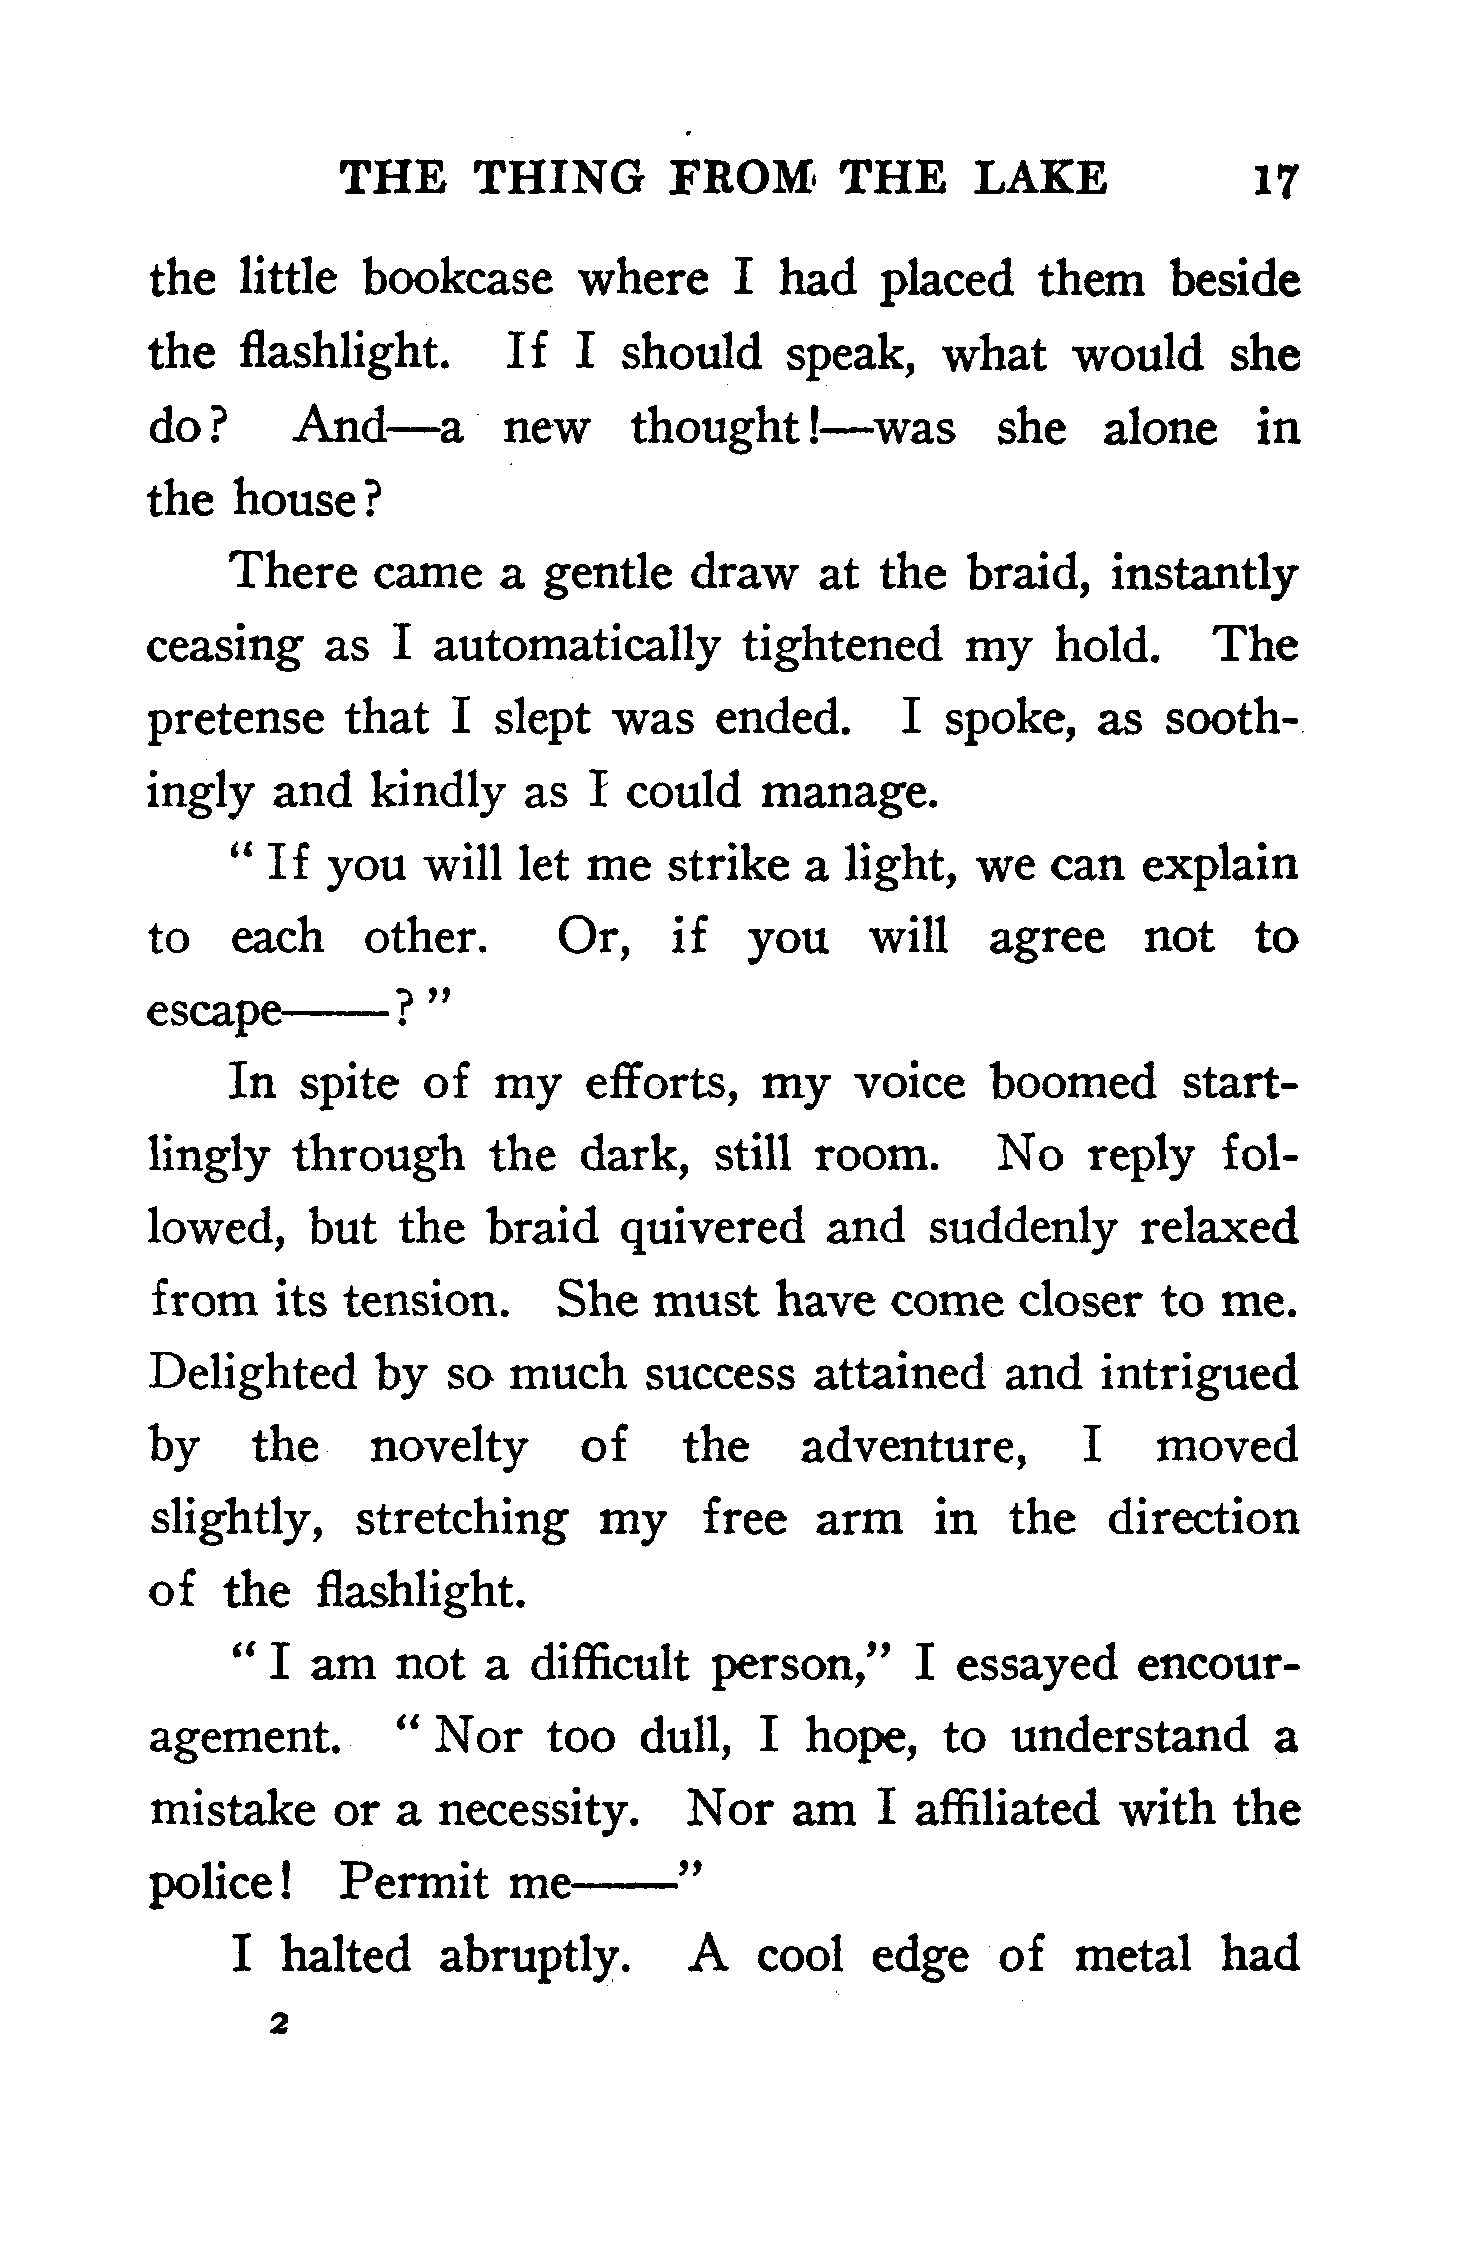 THE THING FROM THE LAKE 17
the little bookcase where I had placed them beside
the flashlight. If I should speak, what would she
do? And—a new thought!—was she alone in
the house?
There came a gentle draw at the braid, instantly
ceasing as I automatically tightened my hold. The
pretense that I slept was ended. I spoke, as sooth-
ingly and kindly as I could manage.
" If you will let me strike a light, we can explain
to each other. Or, if you will agree not to
escape——? "
In spite of my efforts, my voice boomed start-
lingly through the dark, still room. No reply fol-
lowed, but the braid quivered and suddenly relaxed
from its tension. She must have come closer to me.
Delighted by so much success attained and intrigued
by the novelty of the adventure, I moved
slightly, stretching my free arm in the direction
of the flashlight.
" I am not a difficult person," I essayed encour-
agement. " Nor too dull, I hope, to understand a
mistake or a necessity. Nor am I affiliated with the
police! Permit me——"
I halted abruptly. A cool edge of metal had
2